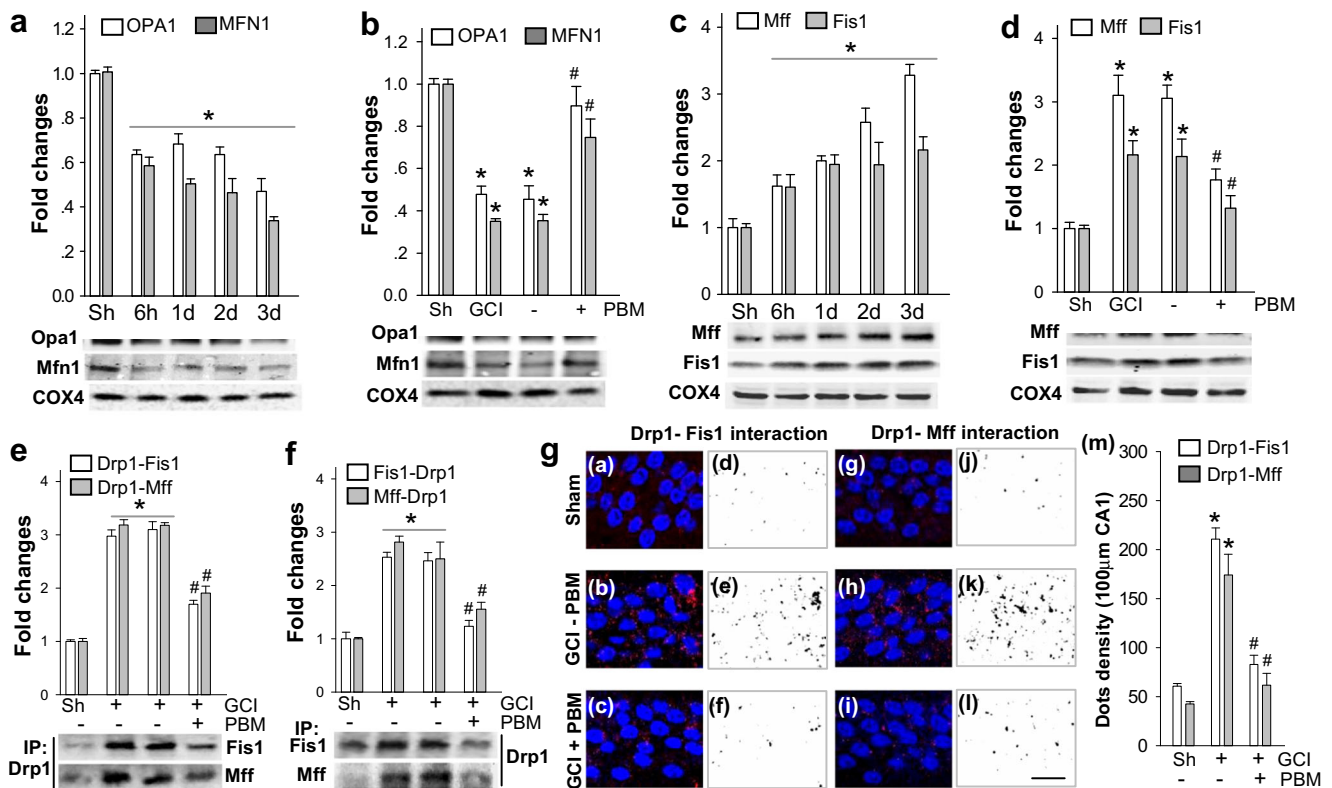 a
OPA1 MFN1
Fold changes
1.2
1.0
.8
.6
.4
.2
0.0
*
Sh 6h 1d 2d 3d
Opa1
Mfn1
COX4
b
OPA1 MFN1
Fold changes
1.2
1.0
.8
.6
.4
.2
0.0
* * * * # #
Sh GCI - + PBM
Opa1
Mfn1
COX4
c
Mff Fis1
Fold changes
4
3
2
1
0
*
Sh 6h 1d 2d 3d
Mff
Fis1
COX4
d
Mff Fis1
Fold changes
4
3
2
1
0
* * * * # #
Sh GCI - + PBM
Mff
Fis1
COX4
e
Drp1-Fis1
Drp1-Mff
Fold changes
4
3
2
1
0
*
# #
Sh + + + GCI
- - - + PBM
IP: Drp1
Fis1
Mff
f
Fis1-Drp1
Mff-Drp1
Fold changes
4
3
2
1
0
*
# #
Sh + + + GCI
- - - + PBM
IP:
Fis1
Mff
Drp1
g
Drp1- Fis1 interaction Drp1- Mff interaction
Sham
(a) (d) (g) (j)
GCI - PBM
(b) (e) (h) (k)
GCI + PBM
(c) (f) (i) (l)
(m)
Drp1-Fis1
Drp1-Mff
Dots density (100μm CA1)
300
250
200
150
100
50
0
* * # #
Sh + + GCI
- - + PBM